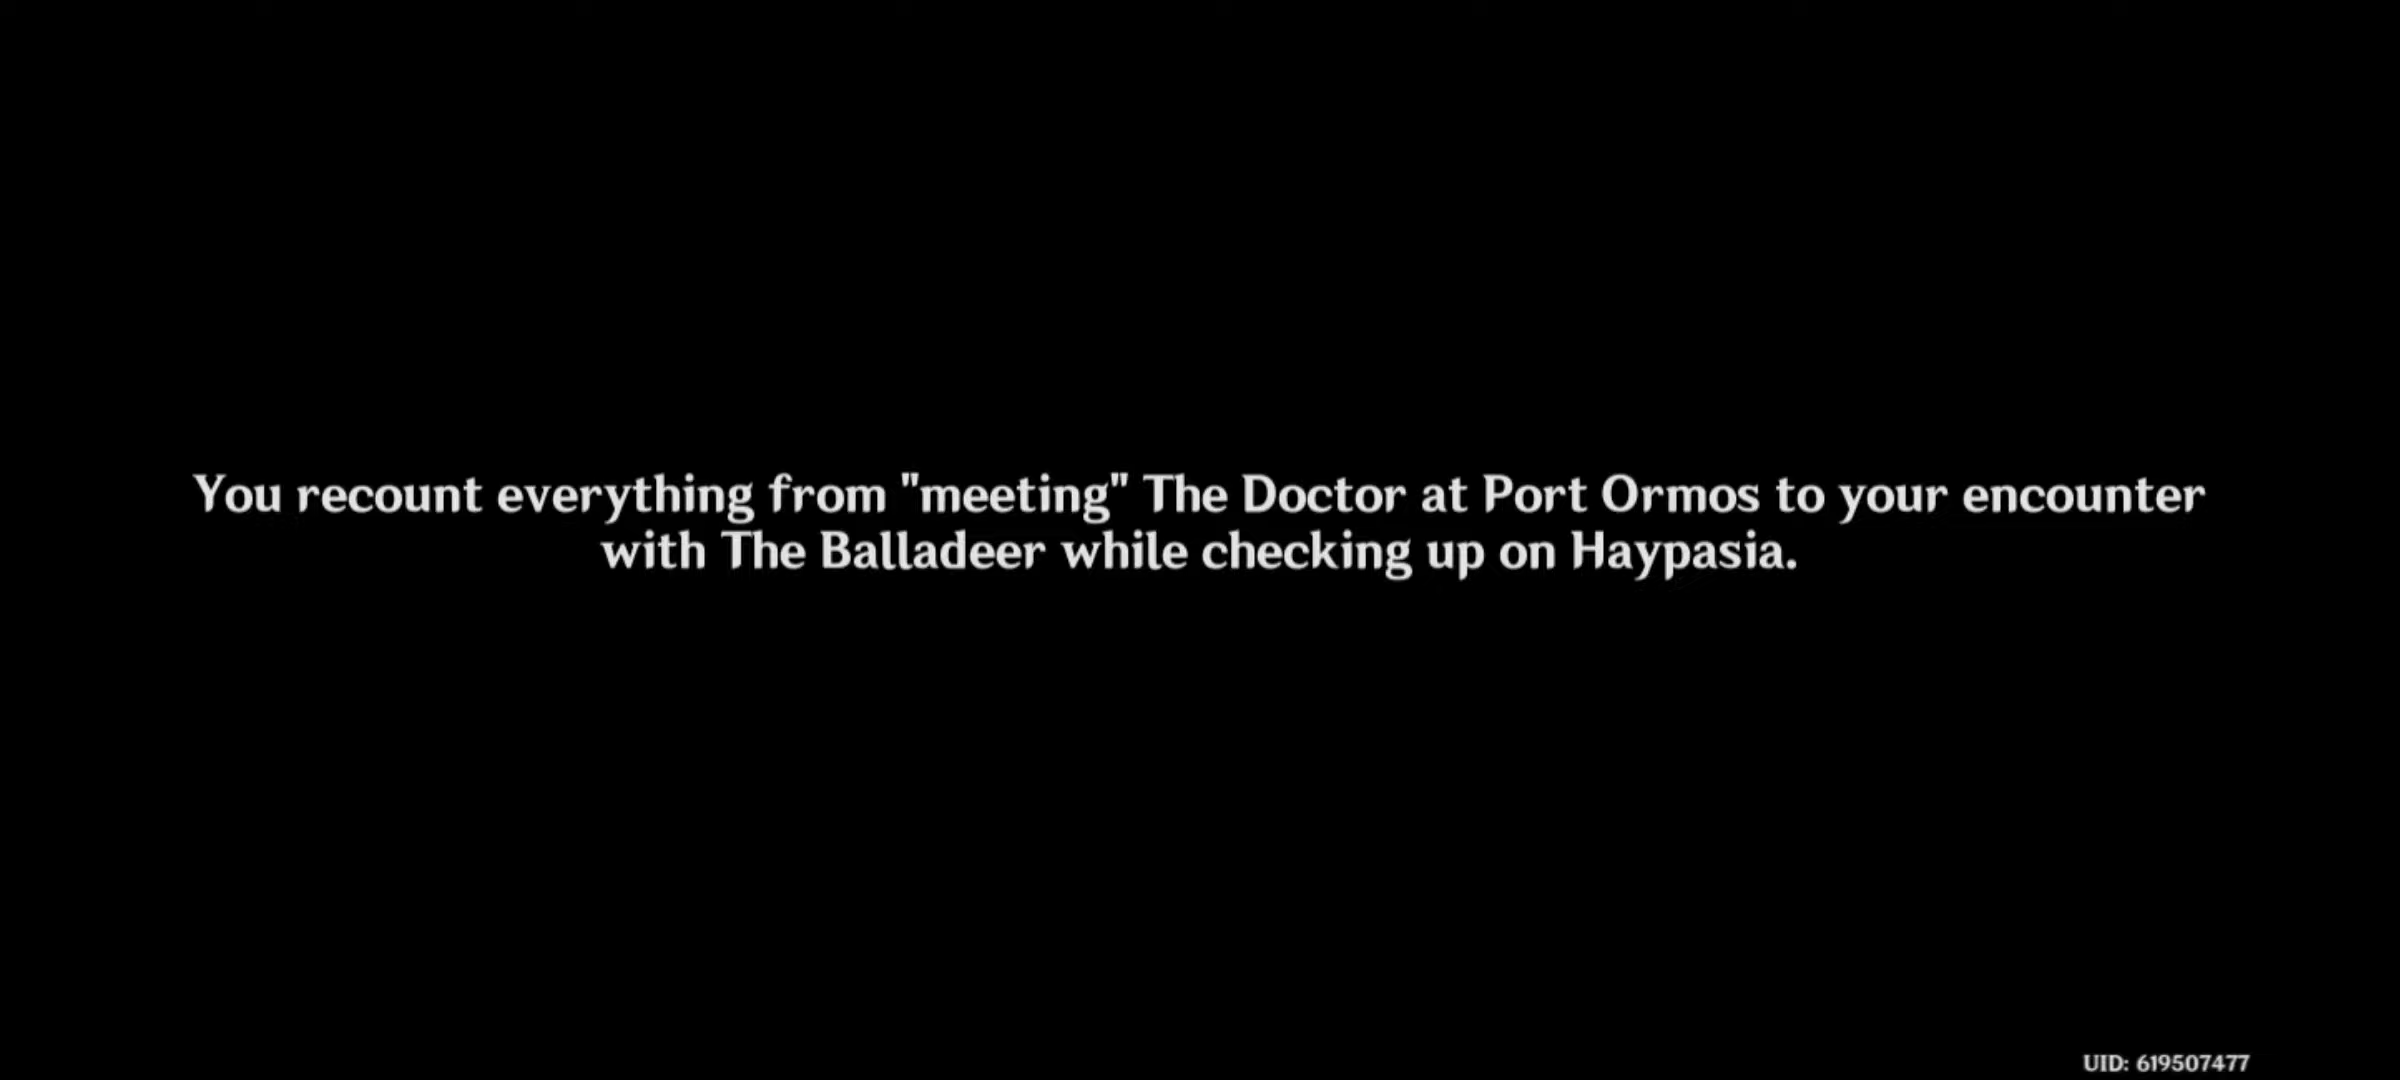 You recount everything from "meeting" The Doctor at Port Ormos to your encounter
with The Balladeer while checking up on Haypasia.
UID: 619507477